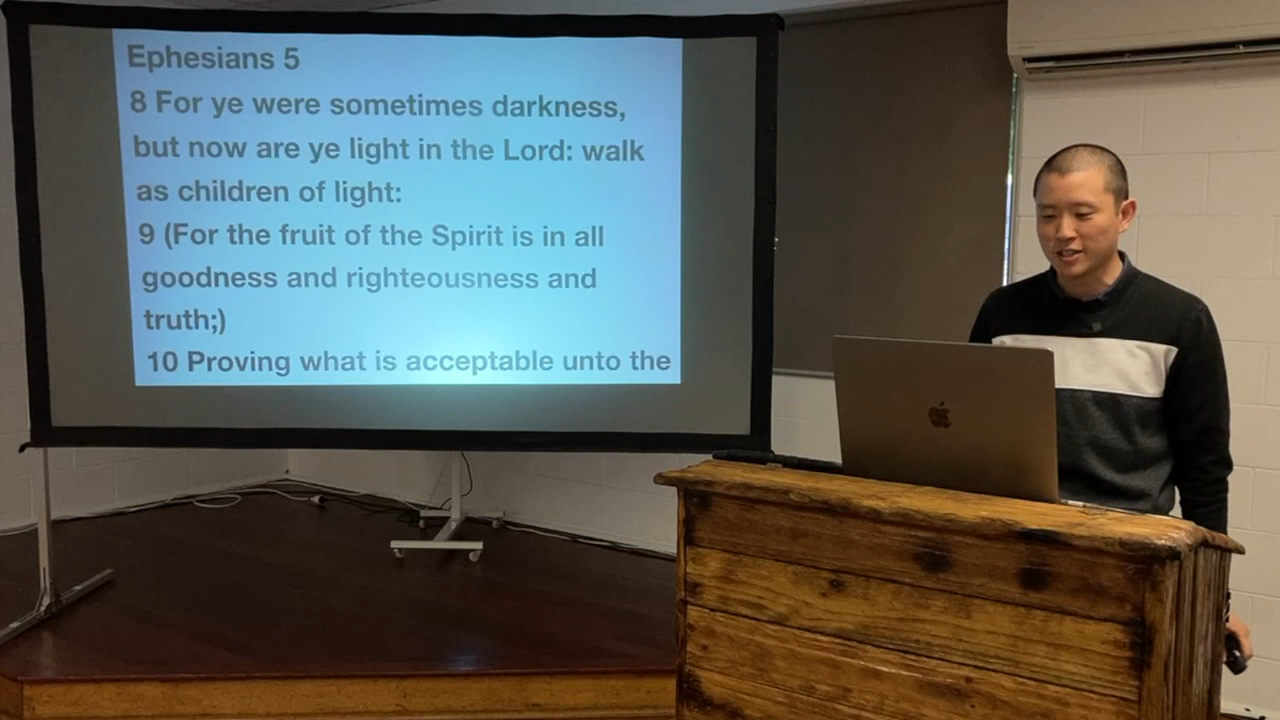 Ephesians 5
8 For ye were sometimes darkness,
but now are ye light in the Lord: walk
as children of light:
9 (For the fruit of the Spirit is in all
goodness and righteousness and
truth;)
10 Proving what is acceptable unto the